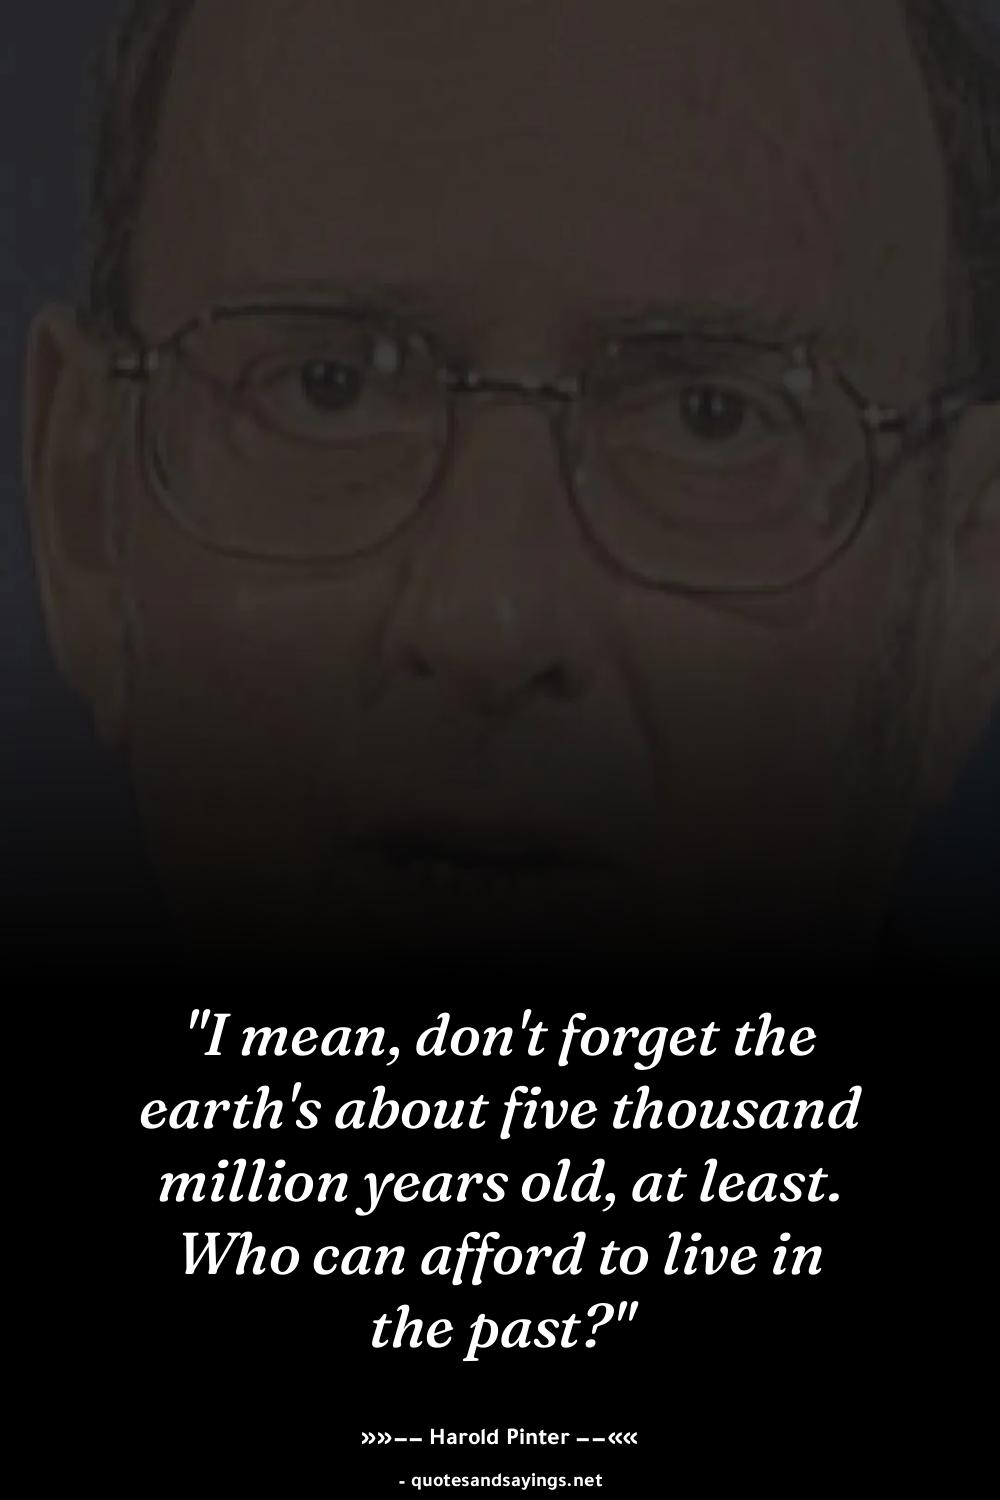 "I mean, don't forget the
earth's about five thousand
million years old, at least.
Who can afford to live in
the past?"
»»–– Harold Pinter ––««
- quotesandsayings.net